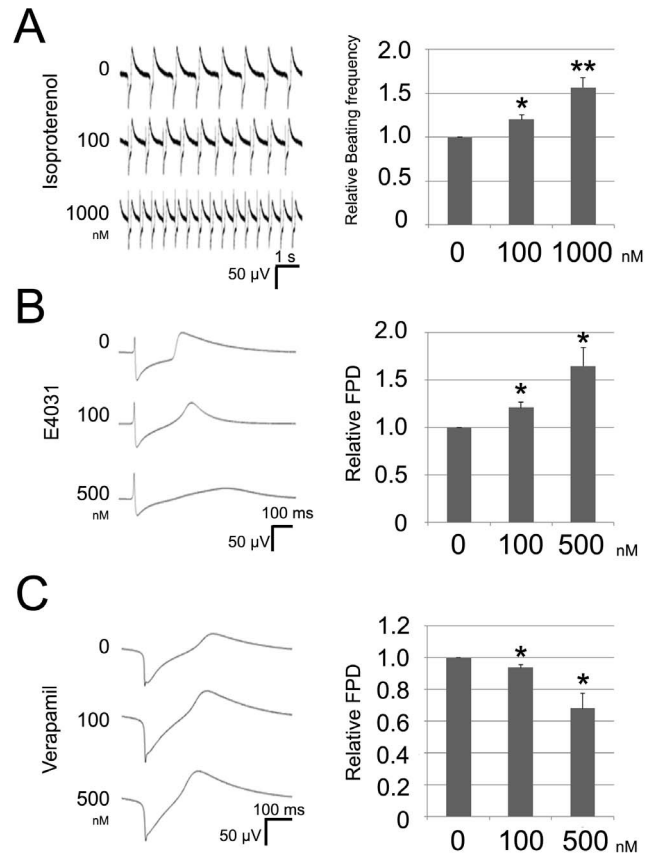 A
Isoproterenol
0
100
1000
nM
1 s
50 µV
Relative Beating frequency
2.0
1.5
1.0
0.5
0
*
**
0 100 1000 nM
B
E4031
0
100
500
nM
100 ms
50 µV
Relative FPD
2.0
1.5
1.0
0.5
0
*
*
0 100 500 nM
C
Verapamil
0
100
500
nM
100 ms
50 µV
Relative FPD
1.2
1.0
0.8
0.6
0.4
0.2
0
*
*
0 100 500 nM